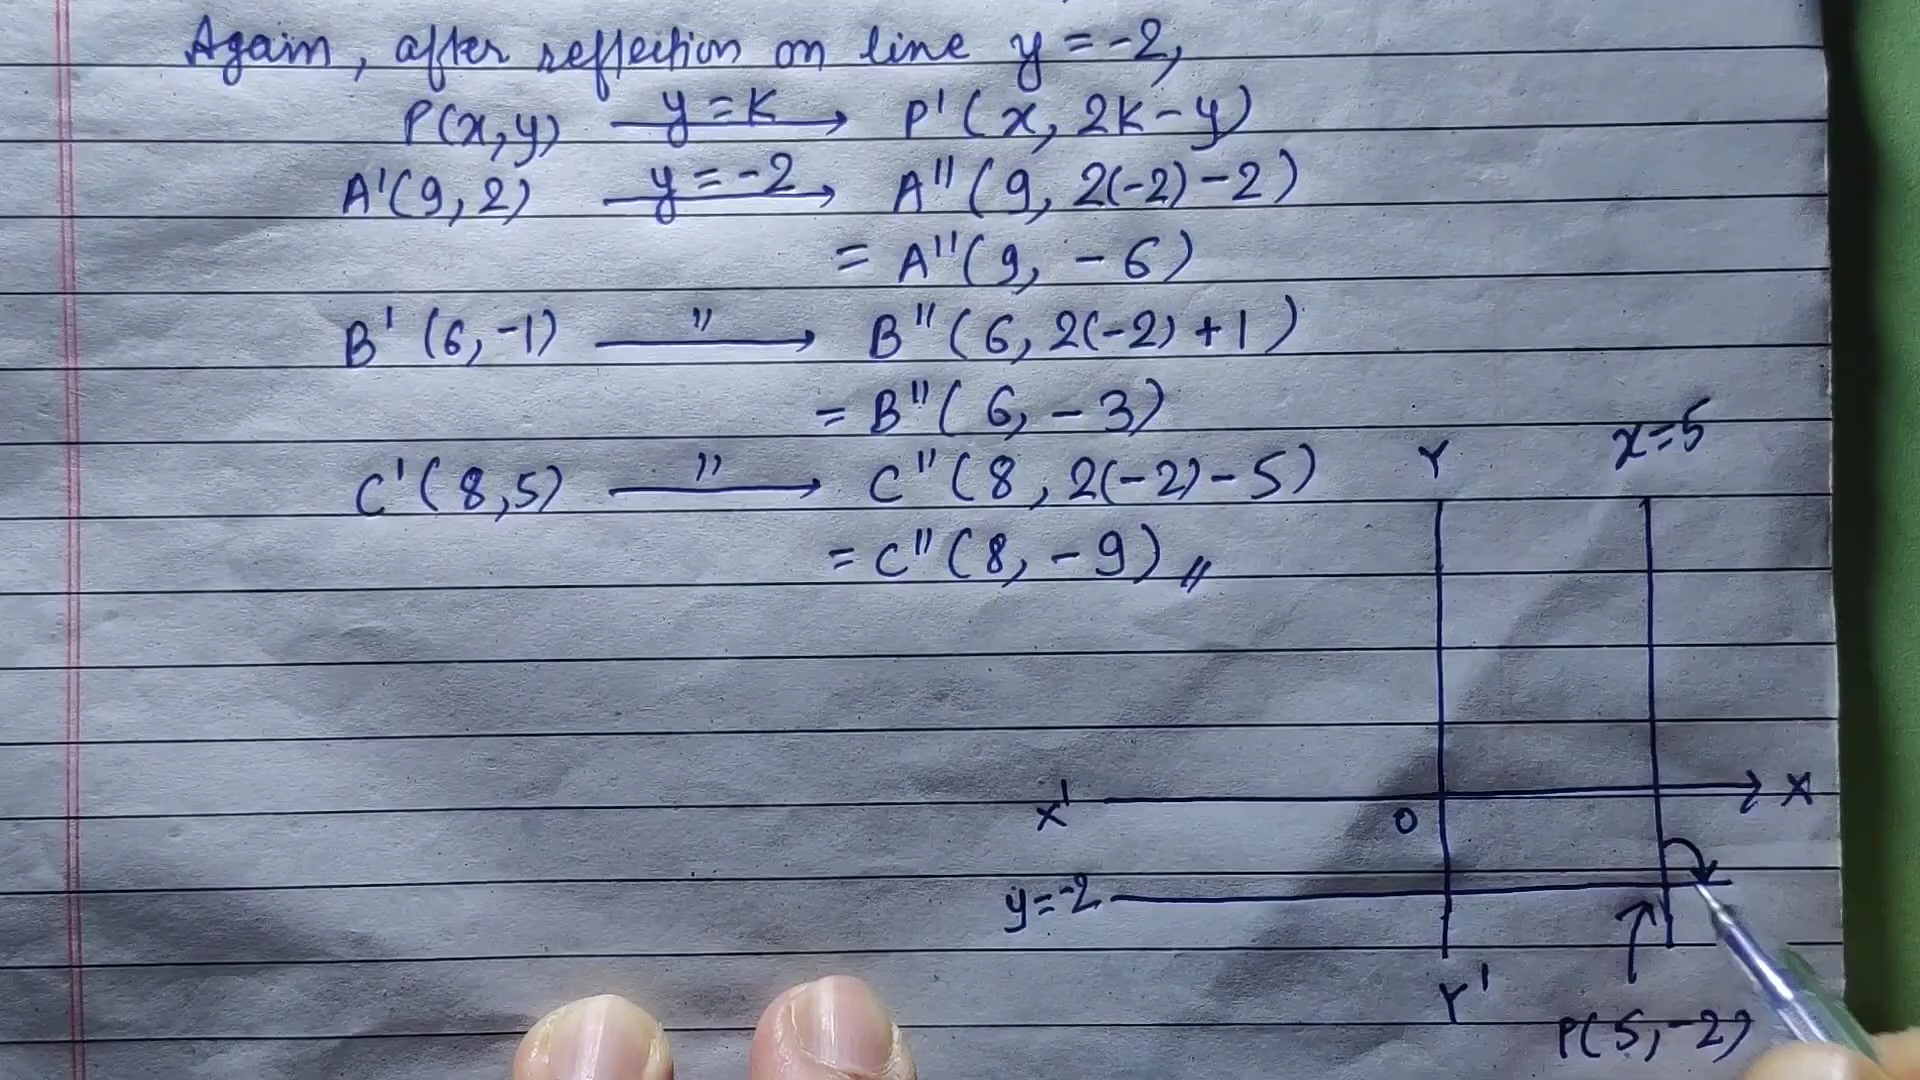 Again, after reflection on line y = -2,
P(x, y) y = K → P'(x, 2K - y)
A'(9, 2) y = -2 → A''(9, 2(-2) - 2)
= A''(9, -6)
B'(6, -1) '' → B''(6, 2(-2) + 1)
= B''(6, -3)
C'(8, 5) '' → C''(8, 2(-2) - 5)
= C''(8, -9) //
Y x = 5
X' O X
y = -2
Y'
P(5, -2)